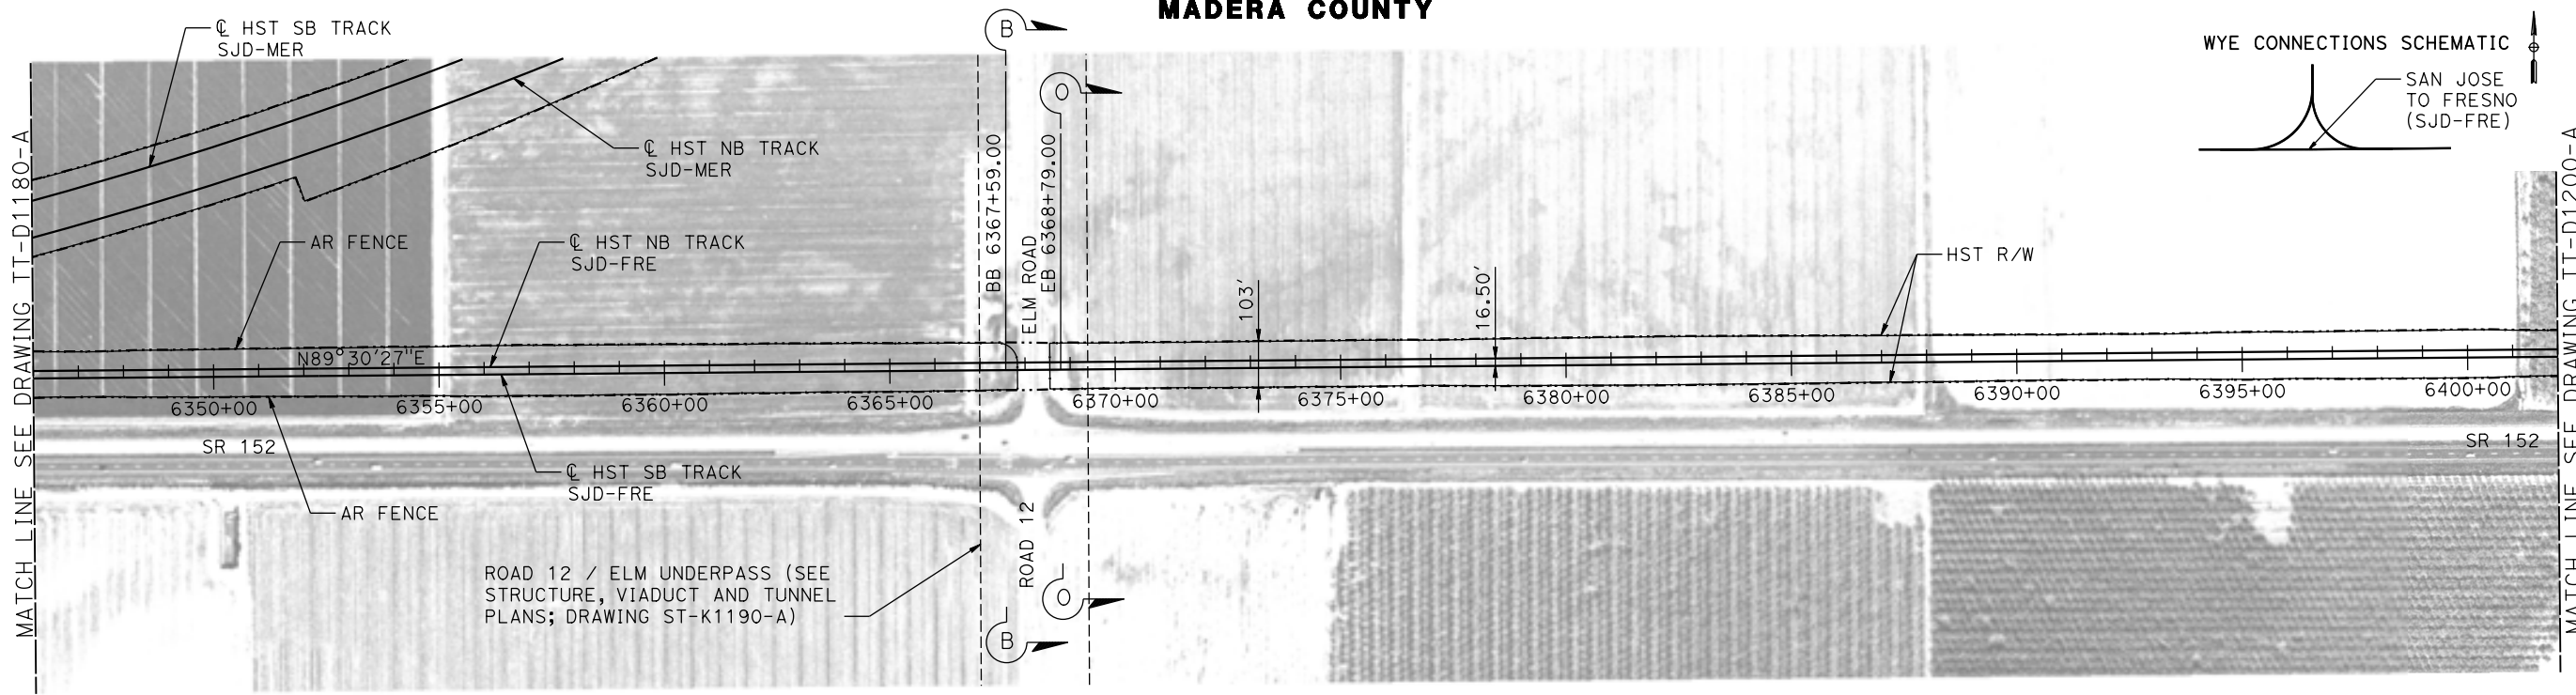 MADERA COUNTY
℄ HST SB TRACK
SJD-MER
B
O
WYE CONNECTIONS SCHEMATIC
SAN JOSE
TO FRESNO
(SJD-FRE)
℄ HST NB TRACK
SJD-MER
MATCH LINE SEE DRAWING TT-D1180-A
MATCH LINE SEE DRAWING TT-D1200-A
BB 6367+59.00
ELM ROAD
EB 6368+79.00
AR FENCE
℄ HST NB TRACK
SJD-FRE
103'
16.50'
HST R/W
N89°30'27"E
6350+00
6355+00
6360+00
6365+00
6370+00
6375+00
6380+00
6385+00
6390+00
6395+00
6400+00
SR 152
SR 152
℄ HST SB TRACK
SJD-FRE
AR FENCE
ROAD 12
ROAD 12 / ELM UNDERPASS (SEE
STRUCTURE, VIADUCT AND TUNNEL
PLANS; DRAWING ST-K1190-A)
O
B